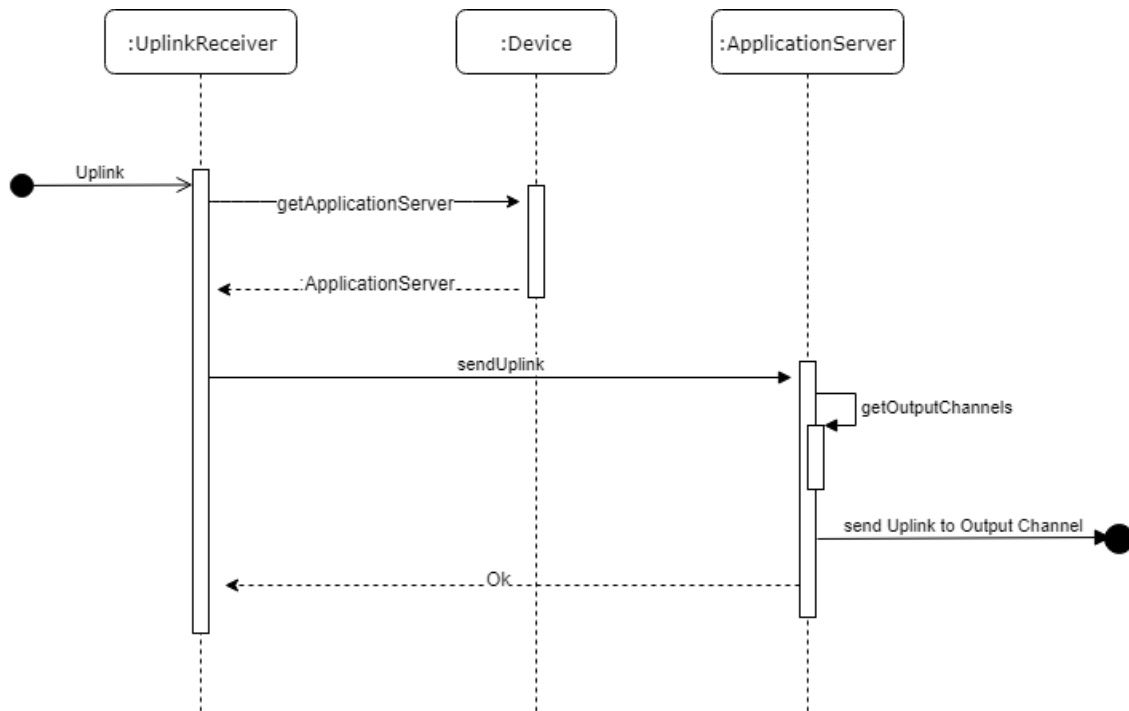 :UplinkReceiver
:Device
:ApplicationServer
Uplink
getApplicationServer
:ApplicationServer
sendUplink
getOutputChannels
send Uplink to Output Channel
Ok